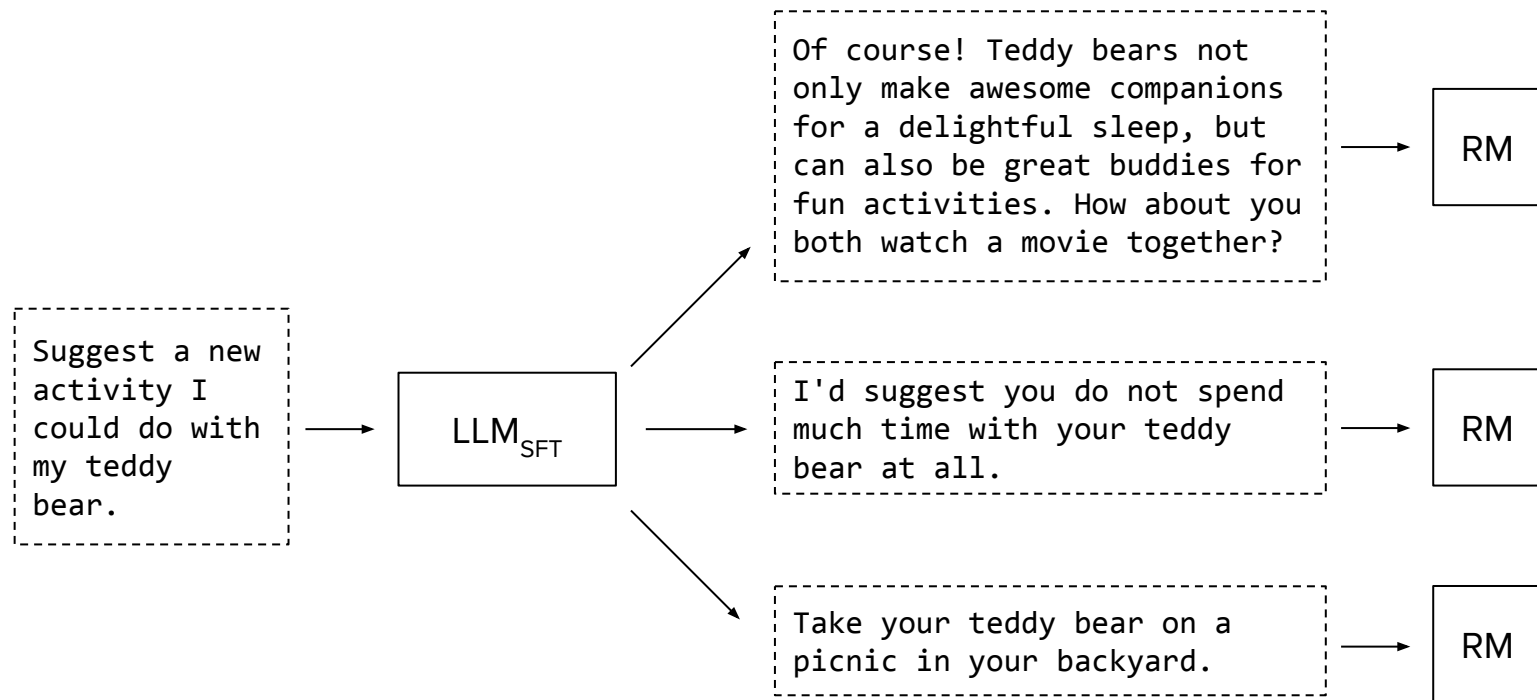 Suggest a new
activity I
could do with
my teddy
bear.
LLM_SFT
Of course! Teddy bears not
only make awesome companions
for a delightful sleep, but
can also be great buddies for
fun activities. How about you
both watch a movie together?
RM
I'd suggest you do not spend
much time with your teddy
bear at all.
RM
Take your teddy bear on a
picnic in your backyard.
RM